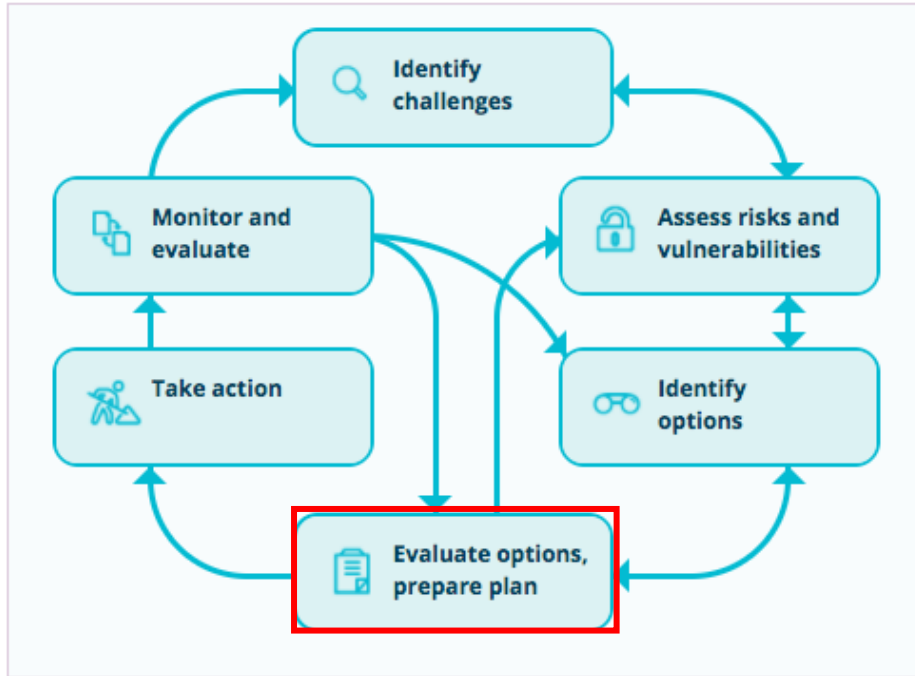 Identify
challenges
Monitor and
evaluate
Assess risks and
vulnerabilities
Take action
Identify
options
Evaluate options,
prepare plan